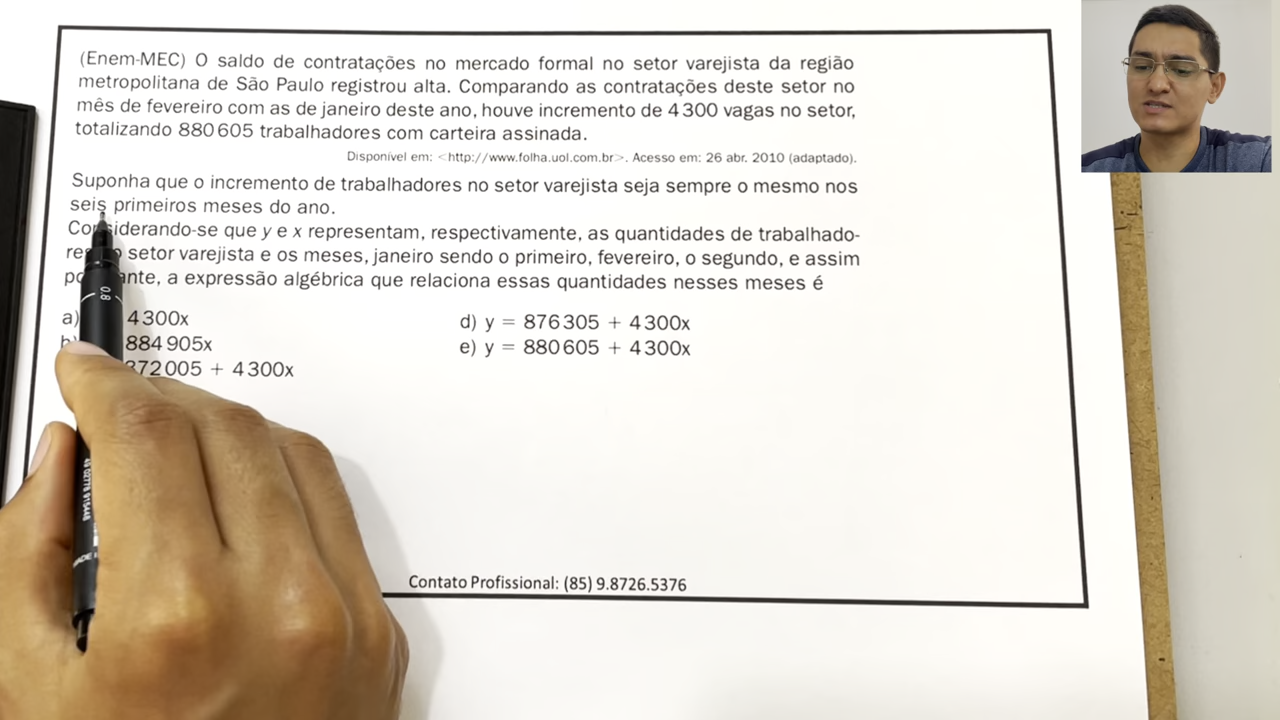 (Enem-MEC) O saldo de contratações no mercado formal no setor varejista da região
metropolitana de São Paulo registrou alta. Comparando as contratações deste setor no
mês de fevereiro com as de janeiro deste ano, houve incremento de 4 300 vagas no setor,
totalizando 880 605 trabalhadores com carteira assinada.
Disponível em: <http://www.folha.uol.com.br>. Acesso em: 26 abr. 2010 (adaptado).
Suponha que o incremento de trabalhadores no setor varejista seja sempre o mesmo nos
seis primeiros meses do ano.
que y e x representam, respectivamente, as quantidades de trabalhado-
setor varejista e os meses, janeiro sendo o primeiro, fevereiro, o segundo, e assim
a expressão algébrica que relaciona essas quantidades nesses meses é
a) 4 300x
b) 884 905x
872 005 + 4 300x
d) y = 876 305 + 4 300x
e) y = 880 605 + 4 300x
0.8
Contato Profissional: (85) 9.8726.5376